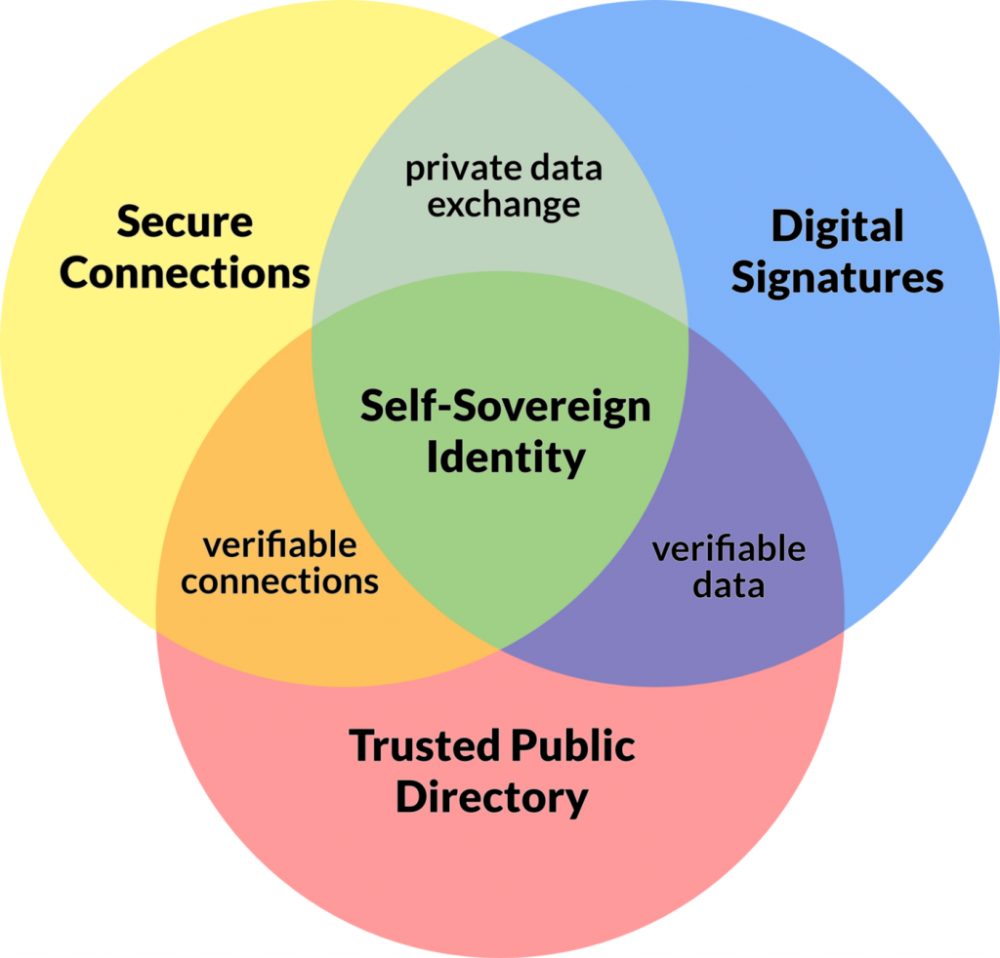 private data
exchange
Secure
Connections
Digital
Signatures
Self-Sovereign
Identity
verifiable
connections
verifiable
data
Trusted Public
Directory